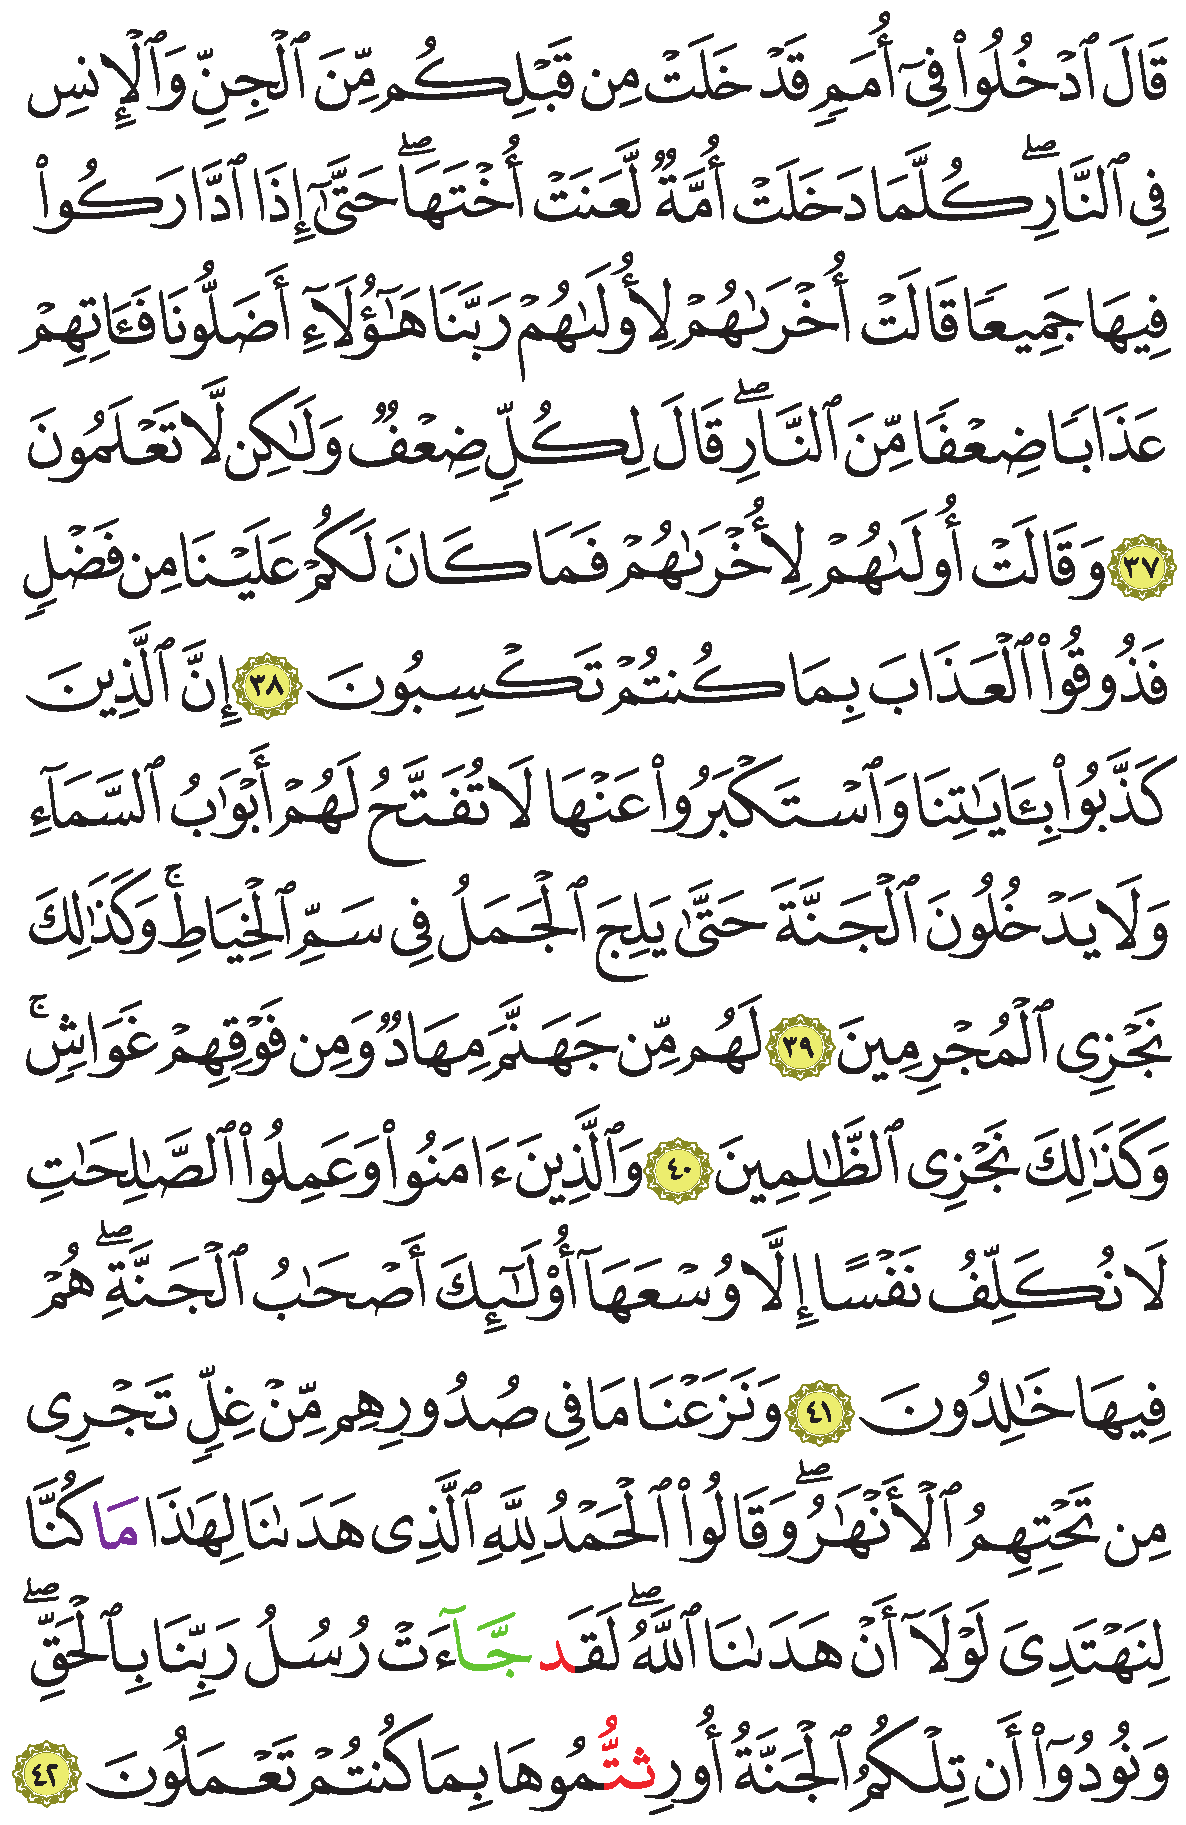 قَالَ ٱدۡخُلُواْ فِيٓ أُمَمٖ قَدۡ خَلَتۡ مِن قَبۡلِكُم مِّنَ ٱلۡجِنِّ وَٱلۡإِنسِ
فِي ٱلنَّارِۖ كُلَّمَا دَخَلَتۡ أُمَّةٞ لَّعَنَتۡ أُخۡتَهَاۖ حَتَّىٰٓ إِذَا ٱدَّارَكُواْ
فِيهَا جَمِيعٗا قَالَتۡ أُخۡرَىٰهُمۡ لِأُولَىٰهُمۡ رَبَّنَا هَٰٓؤُلَآءِ أَضَلُّونَا فَـَٔاتِهِمۡ
عَذَابٗا ضِعۡفٗا مِّنَ ٱلنَّارِۖ قَالَ لِكُلّٖ ضِعۡفٞ وَلَٰكِن لَّا تَعۡلَمُونَ
٣٧ وَقَالَتۡ أُولَىٰهُمۡ لِأُخۡرَىٰهُمۡ فَمَا كَانَ لَكُمۡ عَلَيۡنَا مِن فَضۡلٖ
فَذُوقُواْ ٱلۡعَذَابَ بِمَا كُنتُمۡ تَكۡسِبُونَ ٣٨ إِنَّ ٱلَّذِينَ
كَذَّبُواْ بِـَٔايَٰتِنَا وَٱسۡتَكۡبَرُواْ عَنۡهَا لَا تُفَتَّحُ لَهُمۡ أَبۡوَٰبُ ٱلسَّمَآءِ
وَلَا يَدۡخُلُونَ ٱلۡجَنَّةَ حَتَّىٰ يَلِجَ ٱلۡجَمَلُ فِي سَمِّ ٱلۡخِيَاطِۚ وَكَذَٰلِكَ
نَجۡزِي ٱلۡمُجۡرِمِينَ ٣٩ لَهُم مِّن جَهَنَّمَ مِهَادٞ وَمِن فَوۡقِهِمۡ غَوَاشٖۚ
وَكَذَٰلِكَ نَجۡزِي ٱلظَّٰلِمِينَ ٤٠ وَٱلَّذِينَ ءَامَنُواْ وَعَمِلُواْ ٱلصَّٰلِحَٰتِ
لَا نُكَلِّفُ نَفۡسًا إِلَّا وُسۡعَهَآ أُوْلَٰٓئِكَ أَصۡحَٰبُ ٱلۡجَنَّةِۖ هُمۡ
فِيهَا خَٰلِدُونَ ٤١ وَنَزَعۡنَا مَا فِي صُدُورِهِم مِّنۡ غِلّٖ تَجۡرِي
مِن تَحۡتِهِمُ ٱلۡأَنۡهَٰرُۖ وَقَالُواْ ٱلۡحَمۡدُ لِلَّهِ ٱلَّذِي هَدَىٰنَا لِهَٰذَا مَا كُنَّا
لِنَهۡتَدِيَ لَوۡلَآ أَنۡ هَدَىٰنَا ٱللَّهُۖ لَقَد جَّآءَتۡ رُسُلُ رَبِّنَا بِٱلۡحَقِّۖ
وَنُودُوٓاْ أَن تِلۡكُمُ ٱلۡجَنَّةُ أُورِثتُّمُوهَا بِمَا كُنتُمۡ تَعۡمَلُونَ ٤٢